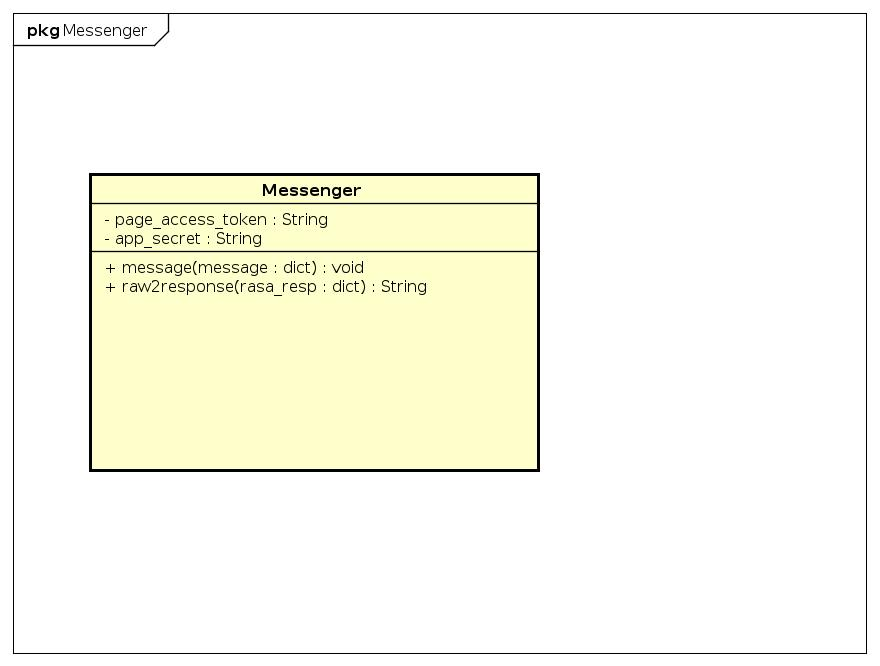 pkg Messenger
Messenger
- page_access_token : String
- app_secret : String
+ message(message : dict) : void
+ raw2response(rasa_resp : dict) : String